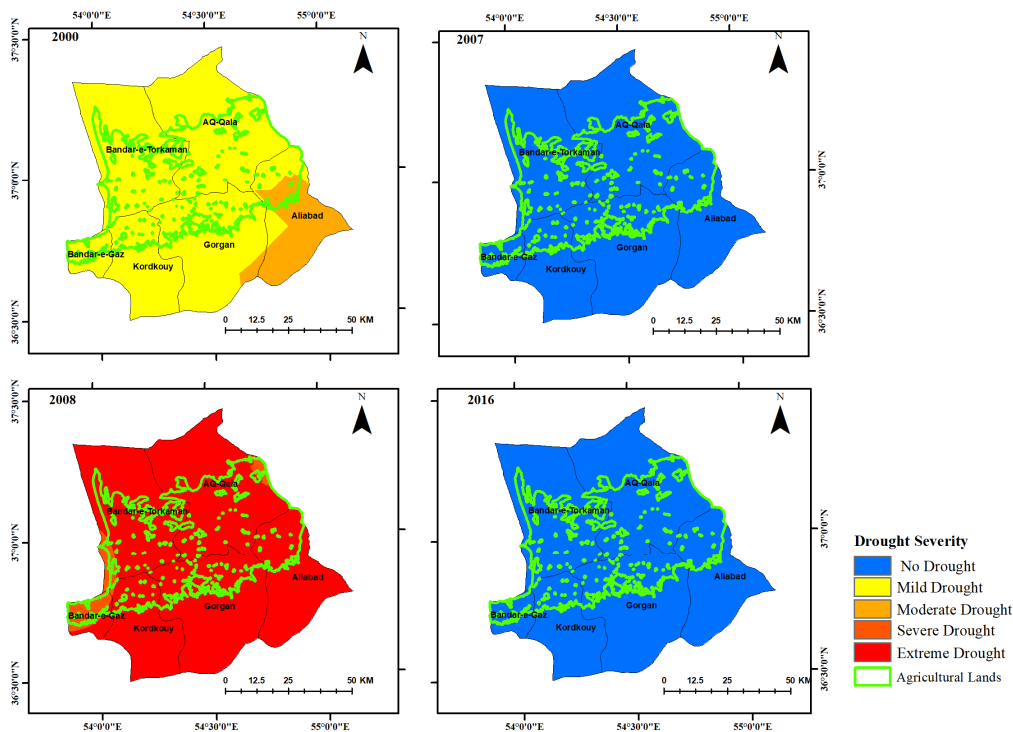 54°0'0"E 54°30'0"E 55°0'0"E
54°0'0"E 54°30'0"E 55°0'0"E
37°30'0"N
37°0'0"N
36°30'0"N
2000
N
AQ-Qala
Bandar-e-Torkaman
Aliabad
Gorgan
Bandar-e-Gaz
Kordkouy
0 12.5 25 50 KM
2007
N
AQ-Qala
Bandar-e-Torkaman
Aliabad
Gorgan
Bandar-e-Gaz
Kordkouy
0 12.5 25 50 KM
37°0'0"N
36°30'0"N
37°30'0"N
37°0'0"N
36°30'0"N
2008
N
AQ-Qala
Bandar-e-Torkaman
Aliabad
Gorgan
Bandar-e-Gaz
Kordkouy
0 12.5 25 50 KM
2016
N
AQ-Qala
Bandar-e-Torkaman
Aliabad
Gorgan
Bandar-e-Gaz
Kordkouy
0 12.5 25 50 KM
37°0'0"N
36°30'0"N
54°0'0"E 54°30'0"E 55°0'0"E
54°0'0"E 54°30'0"E 55°0'0"E
Drought Severity
No Drought
Mild Drought
Moderate Drought
Severe Drought
Extreme Drought
Agricultural Lands